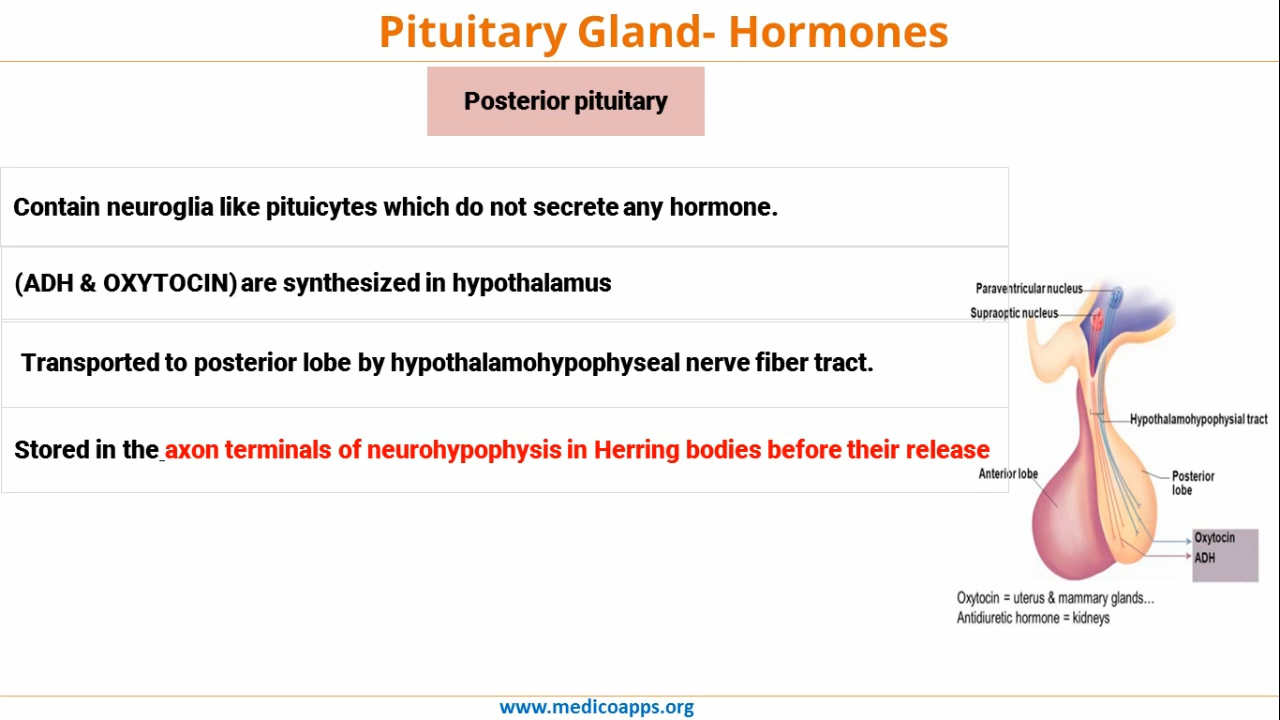 Pituitary Gland- Hormones
Posterior pituitary
Contain neuroglia like pituicytes which do not secrete any hormone.
(ADH & OXYTOCIN) are synthesized in hypothalamus
Transported to posterior lobe by hypothalamohypophyseal nerve fiber tract.
Stored in the axon terminals of neurohypophysis in Herring bodies before their release
Paraventricular nucleus
Supraoptic nucleus
Hypothalamohypophysial tract
Anterior lobe
Posterior
lobe
Oxytocin
ADH
Oxytocin = uterus & mammary glands...
Antidiuretic hormone = kidneys
www.medicoapps.org